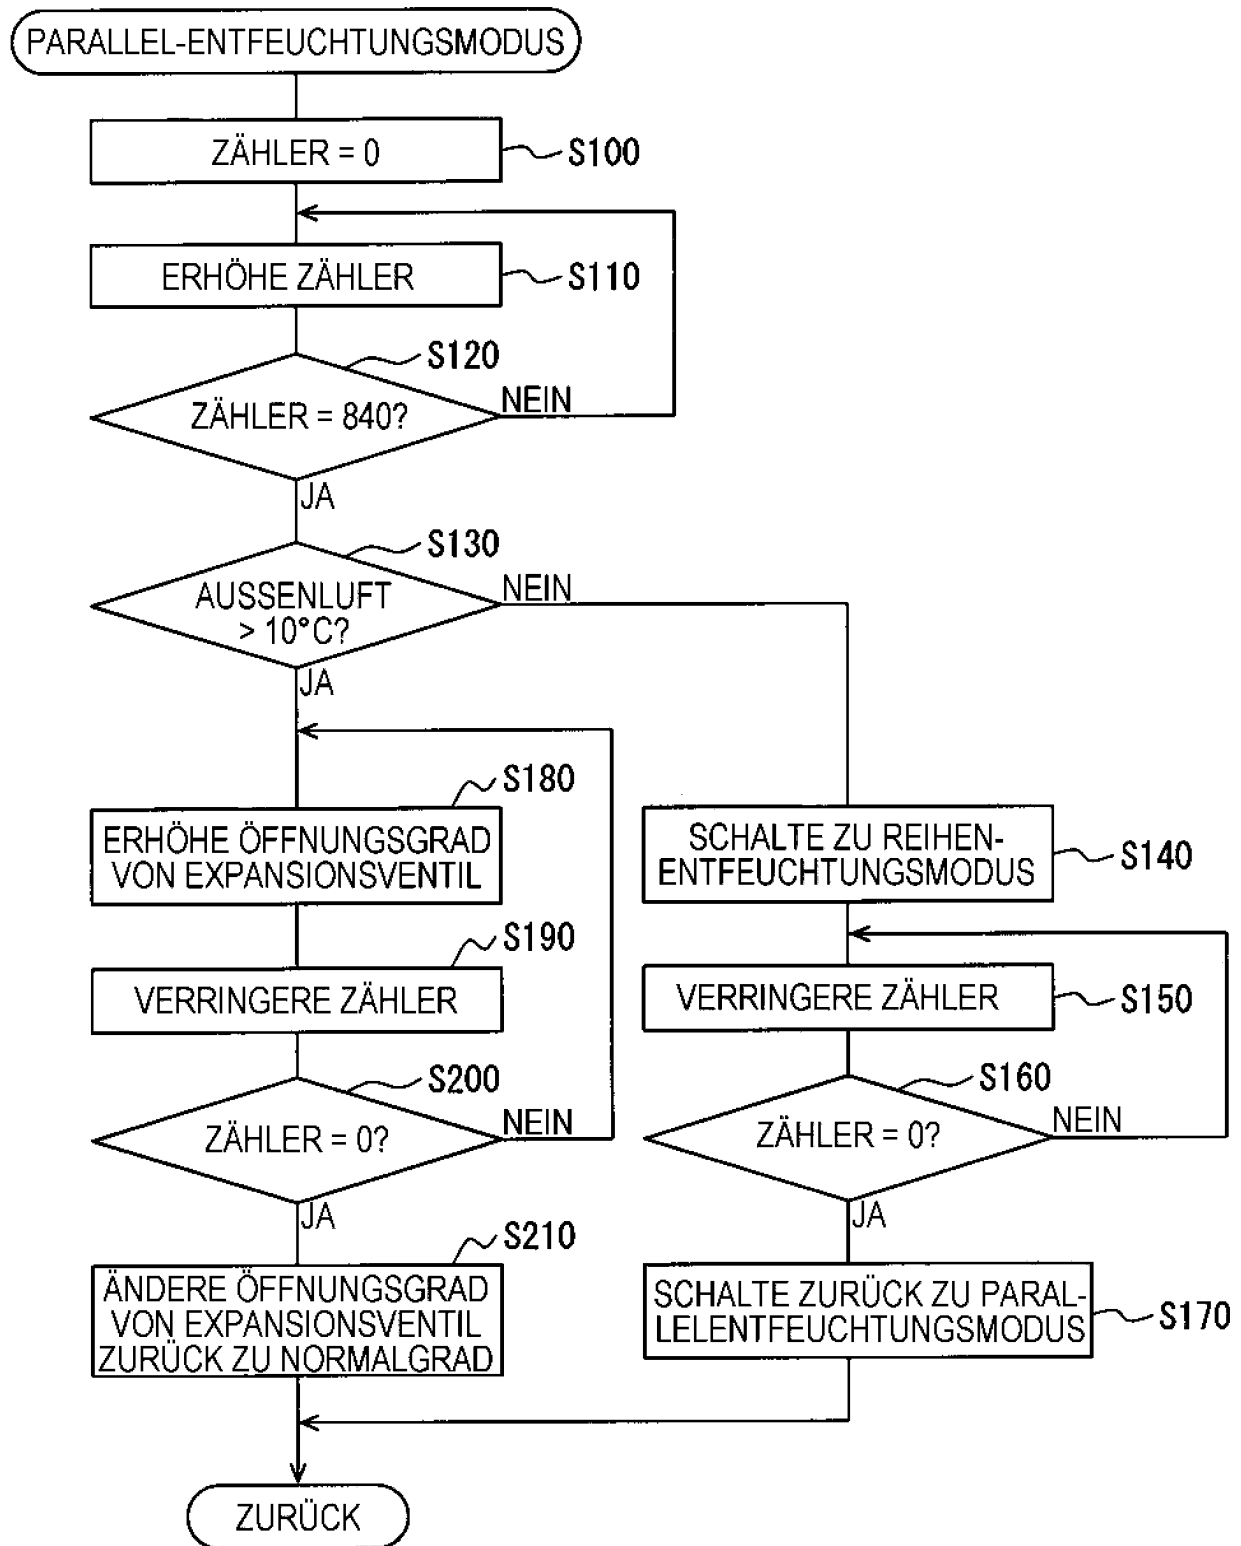 PARALLEL-ENTFEUCHTUNGSMODUS
ZÄHLER = 0
S100
ERHÖHE ZÄHLER
S110
S120
ZÄHLER = 840?
NEIN
JA
S130
AUSSENLUFT
> 10°C?
NEIN
JA
S180
ERHÖHE ÖFFNUNGSGRAD
VON EXPANSIONSVENTIL
S190
VERRINGERE ZÄHLER
S200
ZÄHLER = 0?
NEIN
JA
S210
ÄNDERE ÖFFNUNGSGRAD
VON EXPANSIONSVENTIL
ZURÜCK ZU NORMALGRAD
SCHALTE ZU REIHEN-
ENTFEUCHTUNGSMODUS
S140
VERRINGERE ZÄHLER
S150
S160
ZÄHLER = 0?
NEIN
JA
SCHALTE ZURÜCK ZU PARAL-
LELENTFEUCHTUNGSMODUS
S170
ZURÜCK